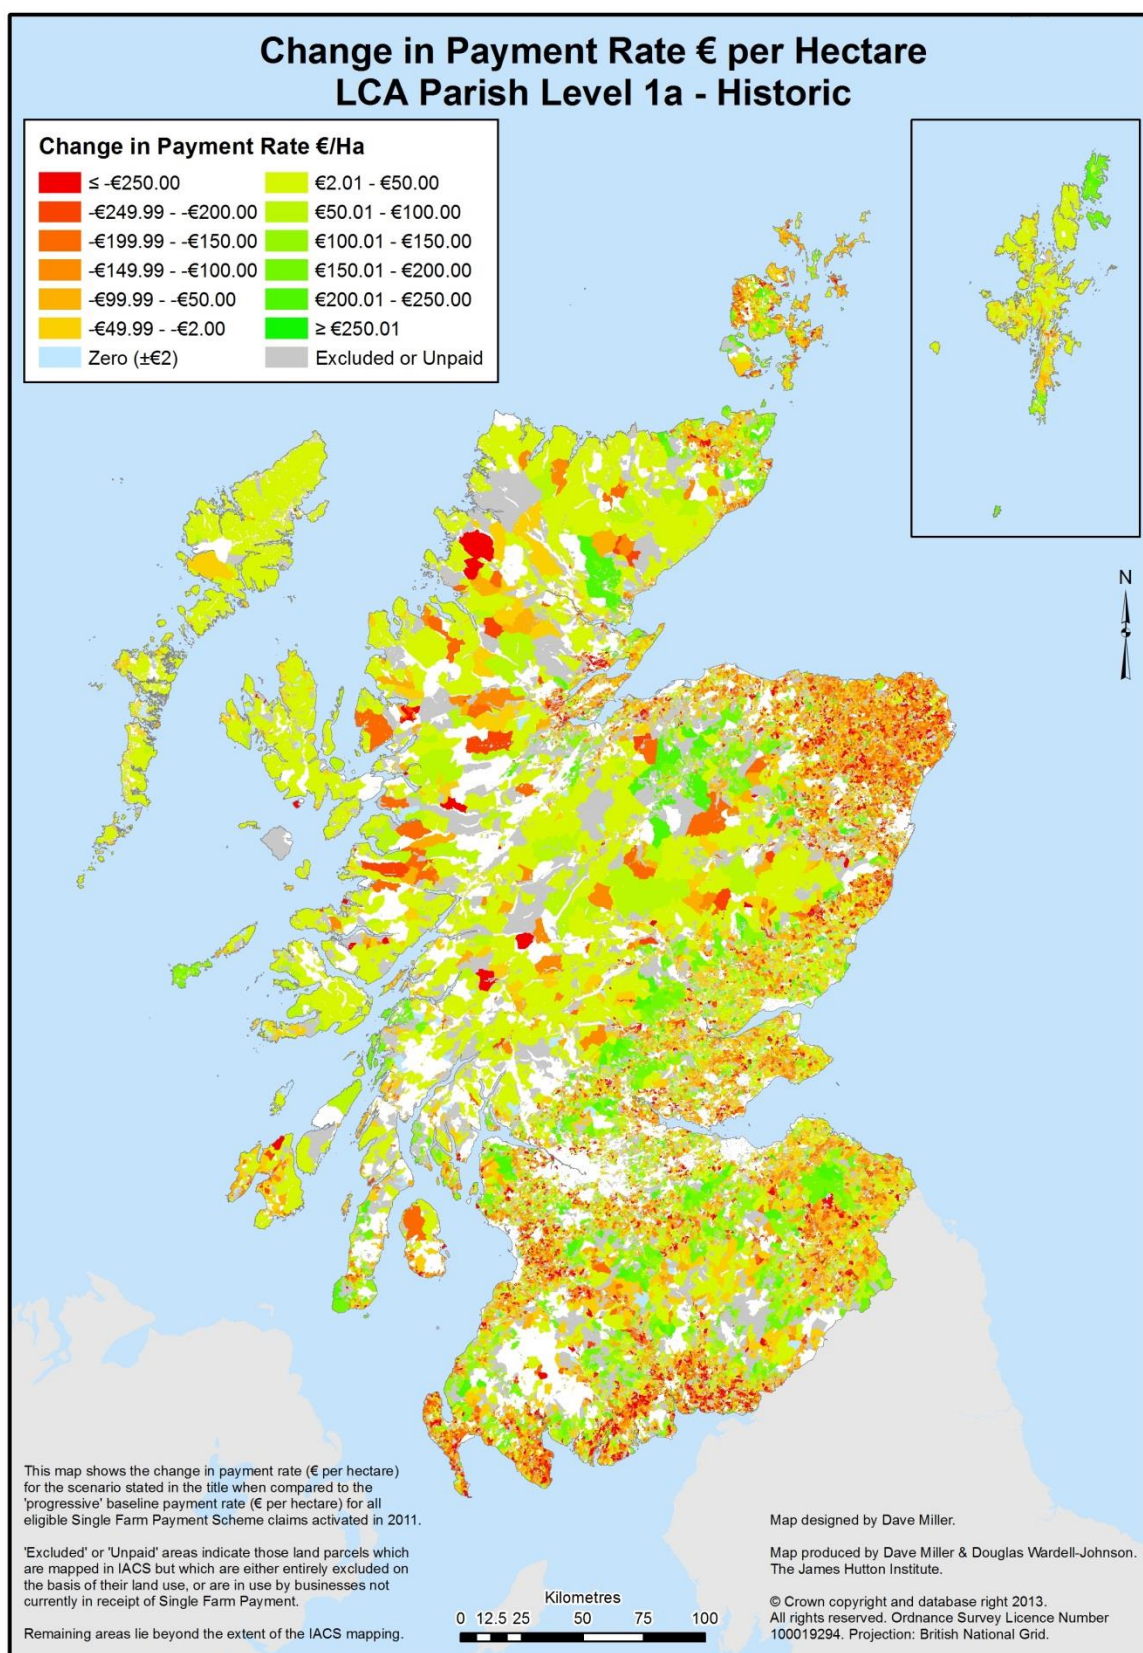 Change in Payment Rate € per Hectare
LCA Parish Level 1a - Historic
Change in Payment Rate €/Ha
≤ -€250.00
-€249.99 - -€200.00
-€199.99 - -€150.00
-€149.99 - -€100.00
-€99.99 - -€50.00
-€49.99 - -€2.00
Zero (±€2)
€2.01 - €50.00
€50.01 - €100.00
€100.01 - €150.00
€150.01 - €200.00
€200.01 - €250.00
≥ €250.01
Excluded or Unpaid
N
This map shows the change in payment rate (€ per hectare)
for the scenario stated in the title when compared to the
'progressive' baseline payment rate (€ per hectare) for all
eligible Single Farm Payment Scheme claims activated in 2011.
'Excluded' or 'Unpaid' areas indicate those land parcels which
are mapped in IACS but which are either entirely excluded on
the basis of their land use, or are in use by businesses not
currently in receipt of Single Farm Payment.
Remaining areas lie beyond the extent of the IACS mapping.
Kilometres
0 12.5 25 50 75 100
Map designed by Dave Miller.
Map produced by Dave Miller & Douglas Wardell-Johnson.
The James Hutton Institute.
© Crown copyright and database right 2013.
All rights reserved. Ordnance Survey Licence Number
100019294. Projection: British National Grid.